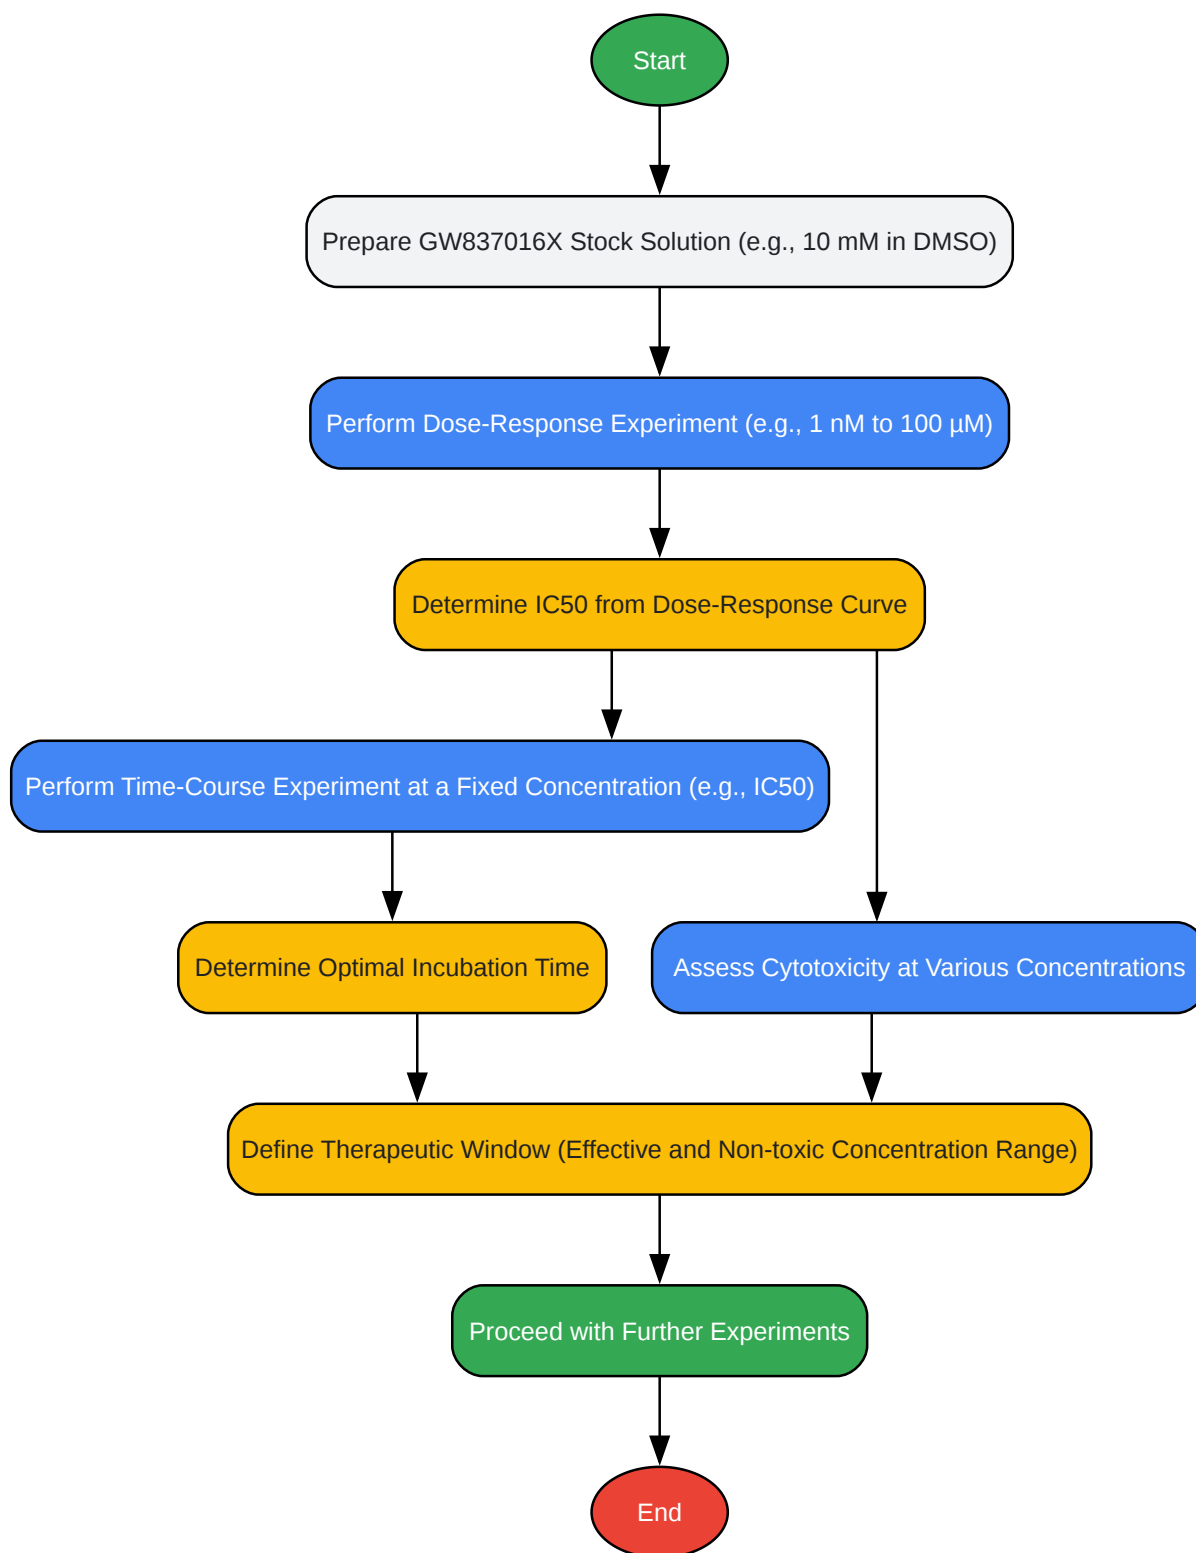 Start
Prepare GW837016X Stock Solution (e.g., 10 mM in DMSO)
Perform Dose-Response Experiment (e.g., 1 nM to 100 µM)
Determine IC50 from Dose-Response Curve
Perform Time-Course Experiment at a Fixed Concentration (e.g., IC50)
Determine Optimal Incubation Time
Assess Cytotoxicity at Various Concentrations
Define Therapeutic Window (Effective and Non-toxic Concentration Range)
Proceed with Further Experiments
End